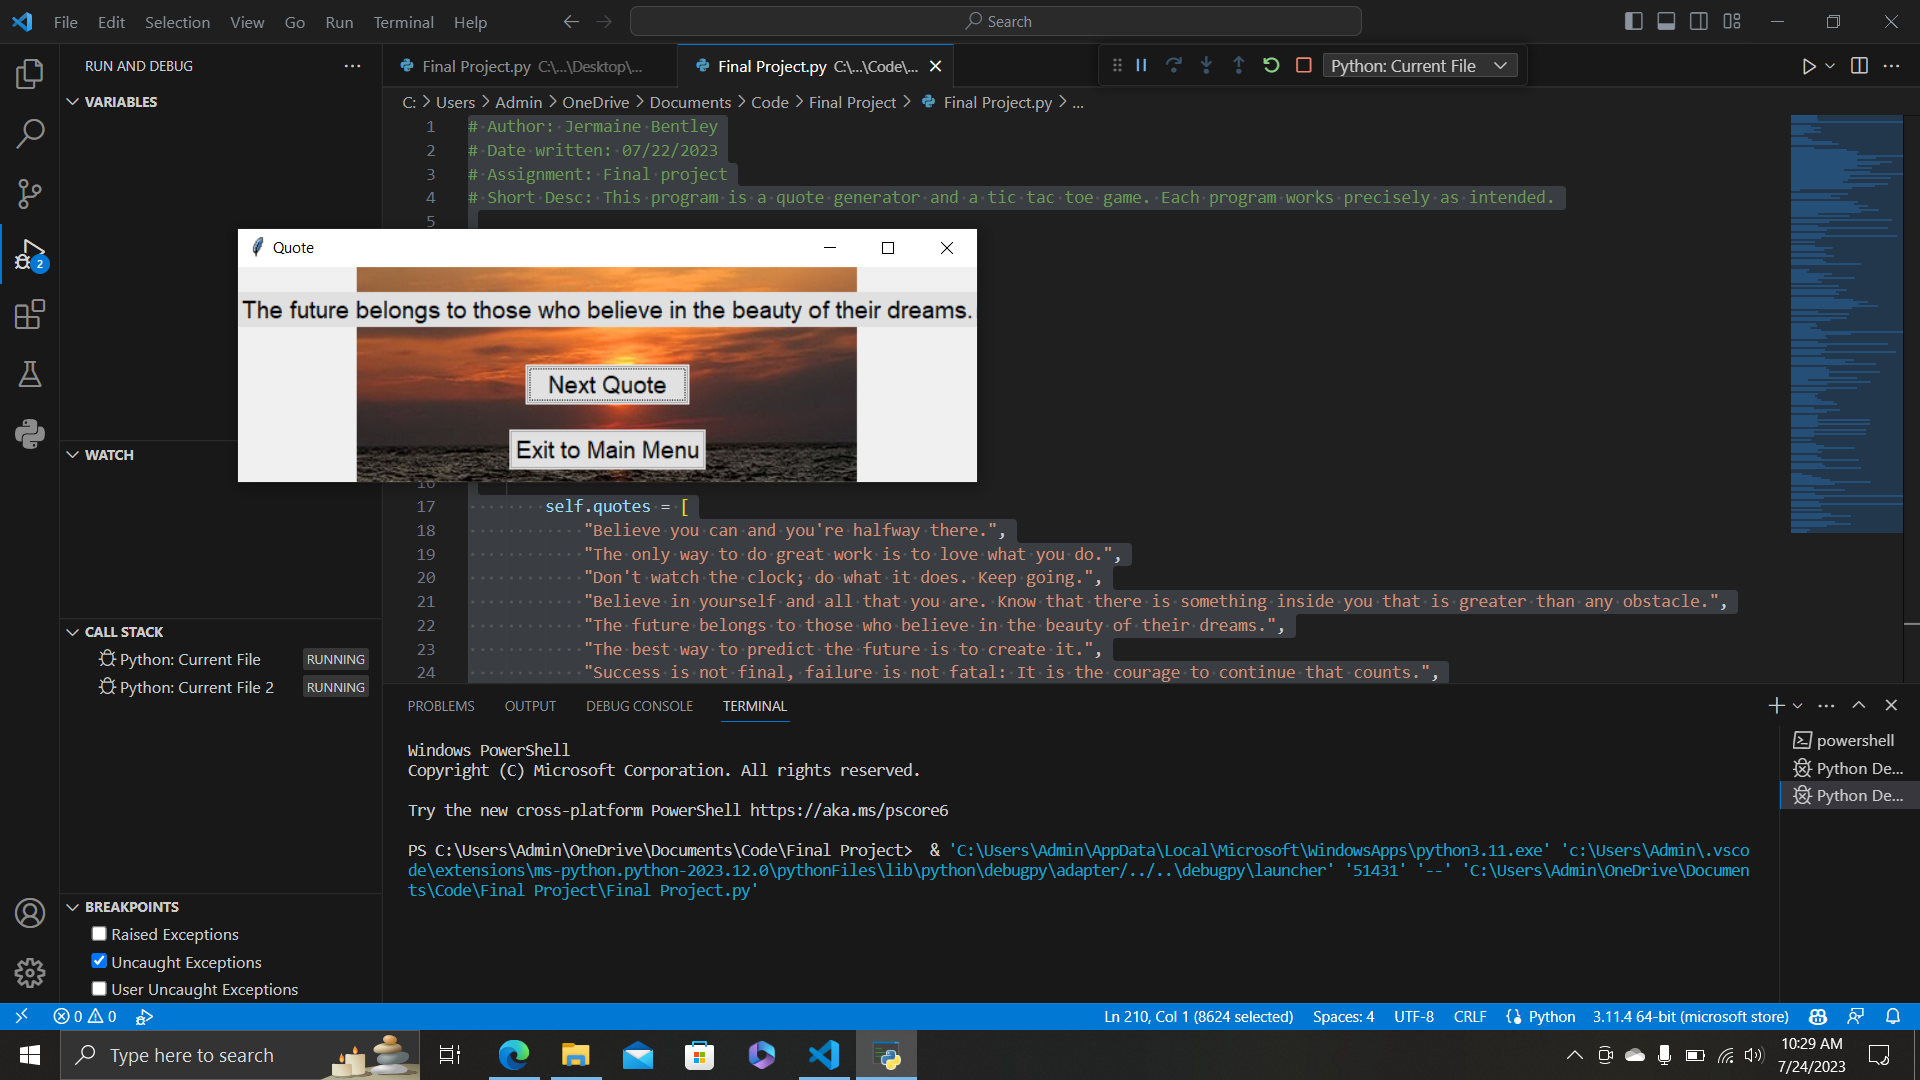 File Edit Selection View Go Run Terminal Help
Search
RUN AND DEBUG
Final Project.py C:\...\Desktop\...
Final Project.py C:\...\Code\...
Python: Current File
C: > Users > Admin > OneDrive > Documents > Code > Final Project > Final Project.py > ...
VARIABLES
1 # Author: Jermaine Bentley
2 # Date written: 07/22/2023
3 # Assignment: Final project
4 # Short Desc: This program is a quote generator and a tic tac toe game. Each program works precisely as intended.
5
Quote
The future belongs to those who believe in the beauty of their dreams.
Next Quote
Exit to Main Menu
16
17 self.quotes = [
18 "Believe you can and you're halfway there.",
19 "The only way to do great work is to love what you do.",
20 "Don't watch the clock; do what it does. Keep going.",
21 "Believe in yourself and all that you are. Know that there is something inside you that is greater than any obstacle.",
22 "The future belongs to those who believe in the beauty of their dreams.",
23 "The best way to predict the future is to create it.",
24 "Success is not final, failure is not fatal: It is the courage to continue that counts.",
2
WATCH
CALL STACK
Python: Current File RUNNING
Python: Current File 2 RUNNING
BREAKPOINTS
Raised Exceptions
Uncaught Exceptions
User Uncaught Exceptions
PROBLEMS OUTPUT DEBUG CONSOLE TERMINAL
Windows PowerShell
Copyright (C) Microsoft Corporation. All rights reserved.
Try the new cross-platform PowerShell https://aka.ms/pscore6
PS C:\Users\Admin\OneDrive\Documents\Code\Final Project> & 'C:\Users\Admin\AppData\Local\Microsoft\WindowsApps\python3.11.exe' 'c:\Users\Admin\.vsco
de\extensions\ms-python.python-2023.12.0\pythonFiles\lib\python\debugpy\adapter/../..\debugpy\launcher' '51431' '--' 'C:\Users\Admin\OneDrive\Documen
ts\Code\Final Project\Final Project.py'
powershell
Python De...
Python De...
0 0
Ln 210, Col 1 (8624 selected) Spaces: 4 UTF-8 CRLF Python 3.11.4 64-bit (microsoft store)
Type here to search
10:29 AM
7/24/2023